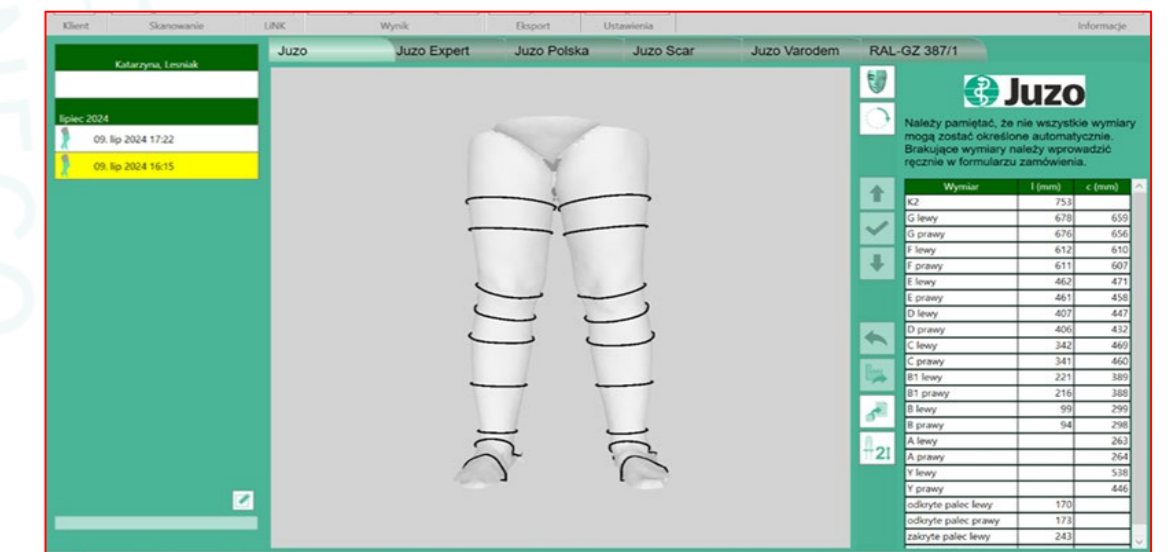 Klient Skanowanie LiNK Wynik Eksport Ustawienia Informacje
Juzo Juzo Expert Juzo Polska Juzo Scar Juzo Varodem RAL-GZ 387/1
Katarzyna, Lesniak
lipiec 2024
09. lip 2024 17:22
09. lip 2024 16:15
Juzo
Należy pamiętać, że nie wszystkie wymiary
mogą zostać określone automatycznie.
Brakujące wymiary należy wprowadzić
ręcznie w formularzu zamówienia.
Wymiar l (mm) c (mm)
K2 753
G lewy 678 659
G prawy 676 656
F lewy 612 610
F prawy 611 607
E lewy 462 471
E prawy 461 458
D lewy 407 447
D prawy 406 432
C lewy 342 469
C prawy 341 460
B1 lewy 221 389
B1 prawy 216 388
B lewy 99 299
B prawy 94 298
A lewy 263
A prawy 264
Y lewy 538
Y prawy 446
odkryte palec lewy 170
odkryte palec prawy 173
zakryte palec lewy 243